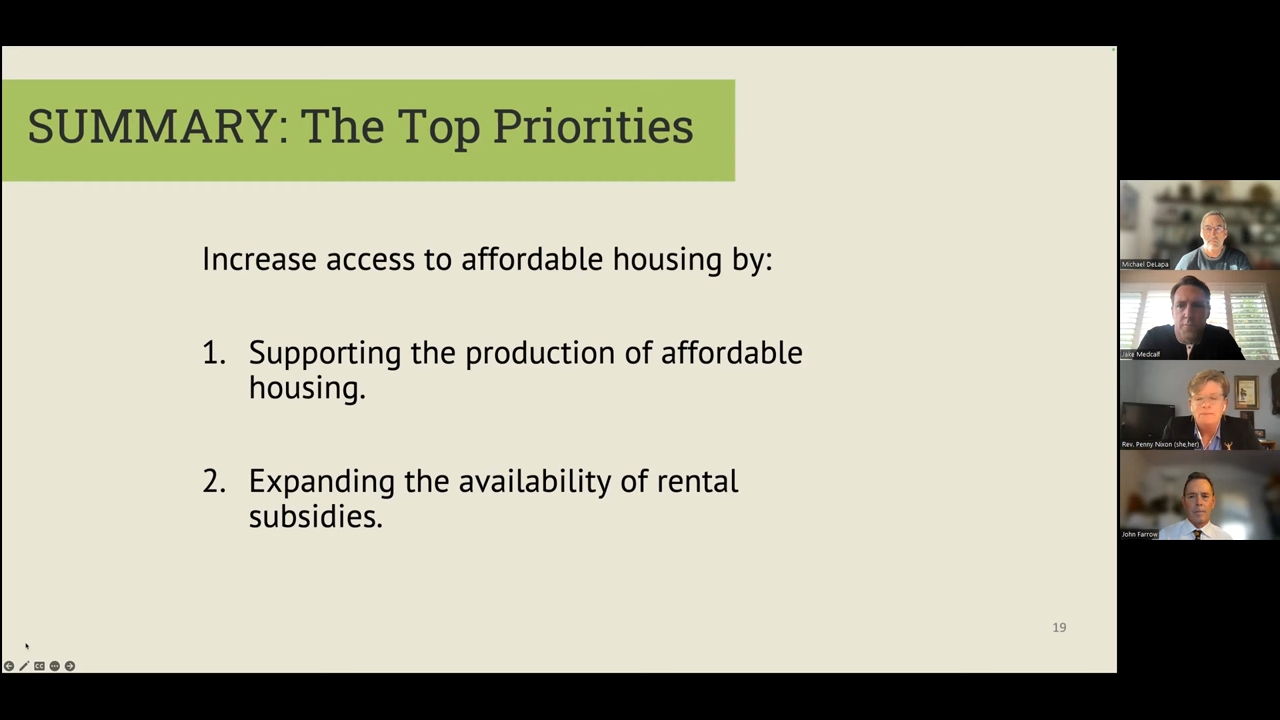 SUMMARY: The Top Priorities
Increase access to affordable housing by:
1. Supporting the production of affordable
housing.
2. Expanding the availability of rental
subsidies.
19
Michael DeLapa
Jake Medcalf
Rev. Penny Nixon (she,her)
John Farrow